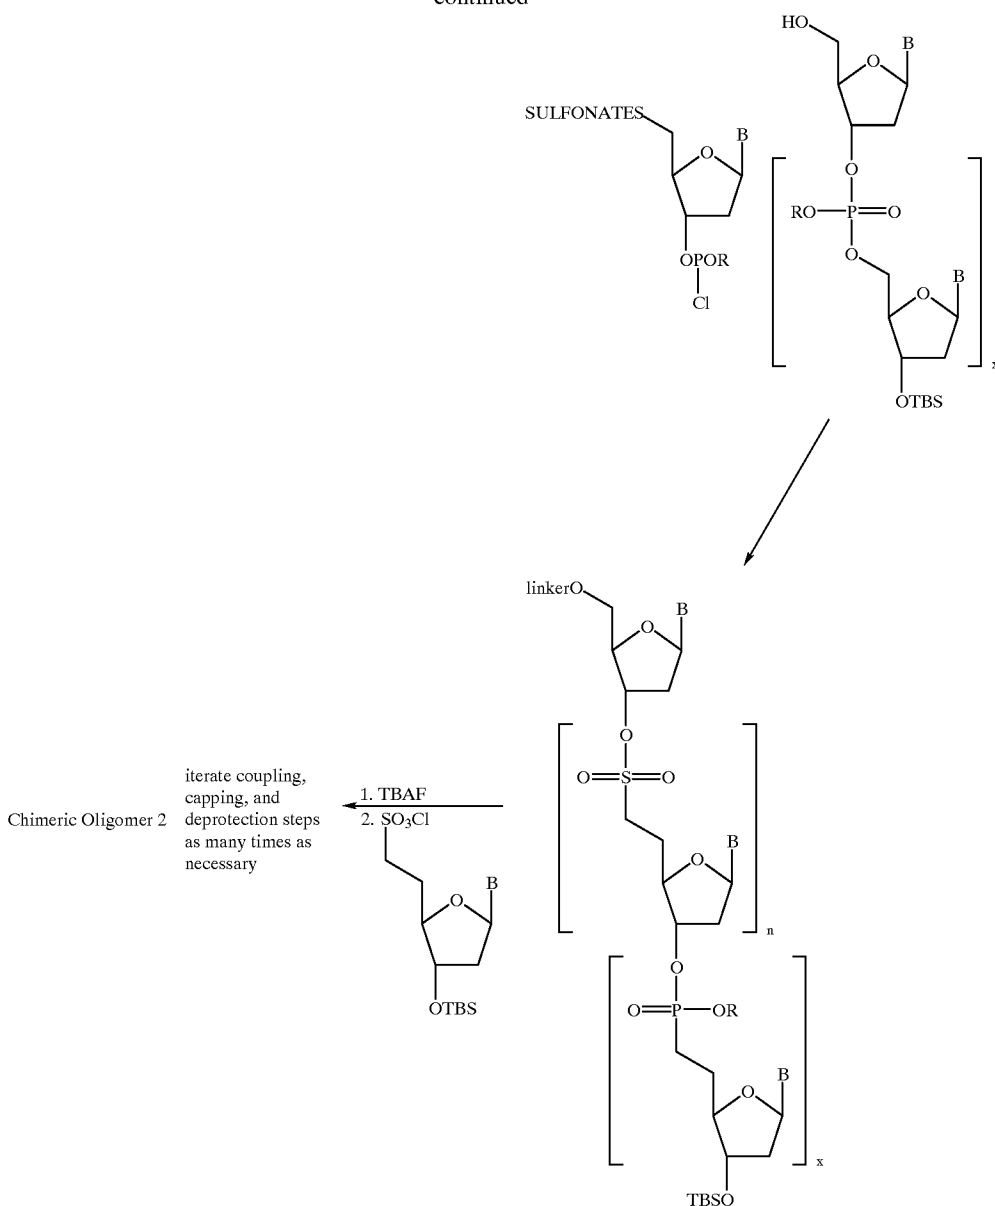 continued
HO
B
O
SULFONATES
B
O
O
RO
P
O
OPOR
Cl
O
B
O
x
OTBS
linkerO
B
O
O
O
S
O
iterate coupling,
capping, and
deprotection steps
as many times as
necessary
Chimeric Oligomer 2
1. TBAF
2. SO3Cl
B
O
OTBS
B
O
n
O
O
P
OR
B
O
x
TBSO